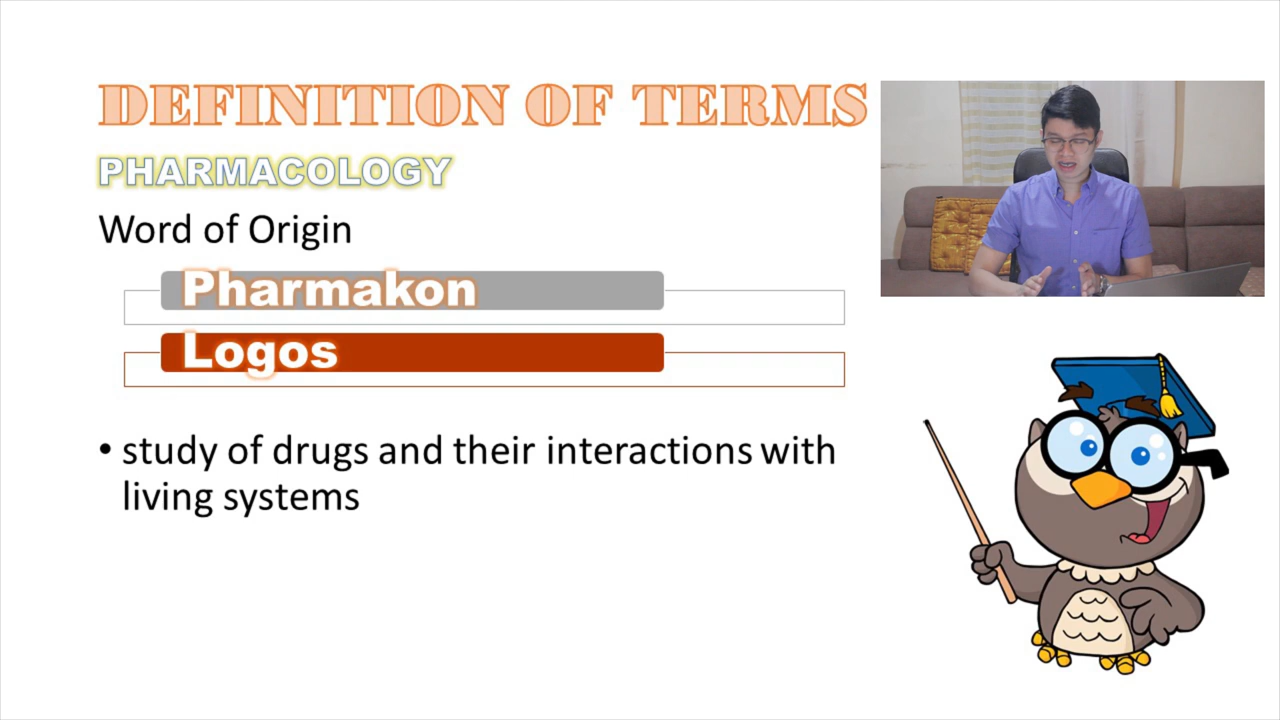 DEFINITION OF TERMS
PHARMACOLOGY
Word of Origin
Pharmakon
Logos
• study of drugs and their interactions with
living systems